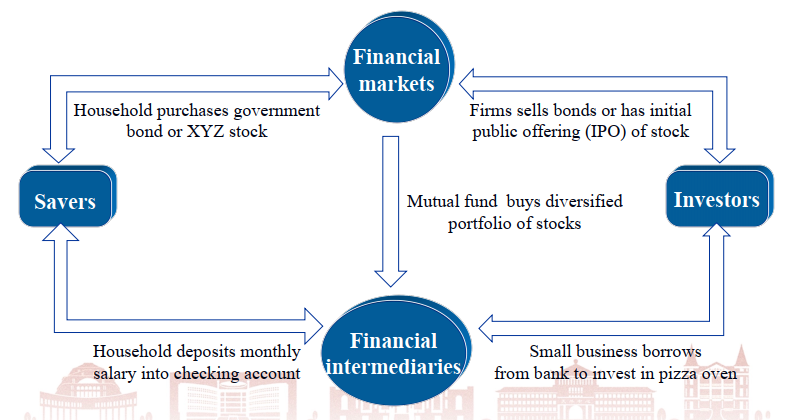 Financial
markets
Household purchases government
bond or XYZ stock
Firms sells bonds or has initial
public offering (IPO) of stock
Savers
Mutual fund buys diversified
portfolio of stocks
Investors
Household deposits monthly
salary into checking account
Financial
intermediaries
Small business borrows
from bank to invest in pizza oven